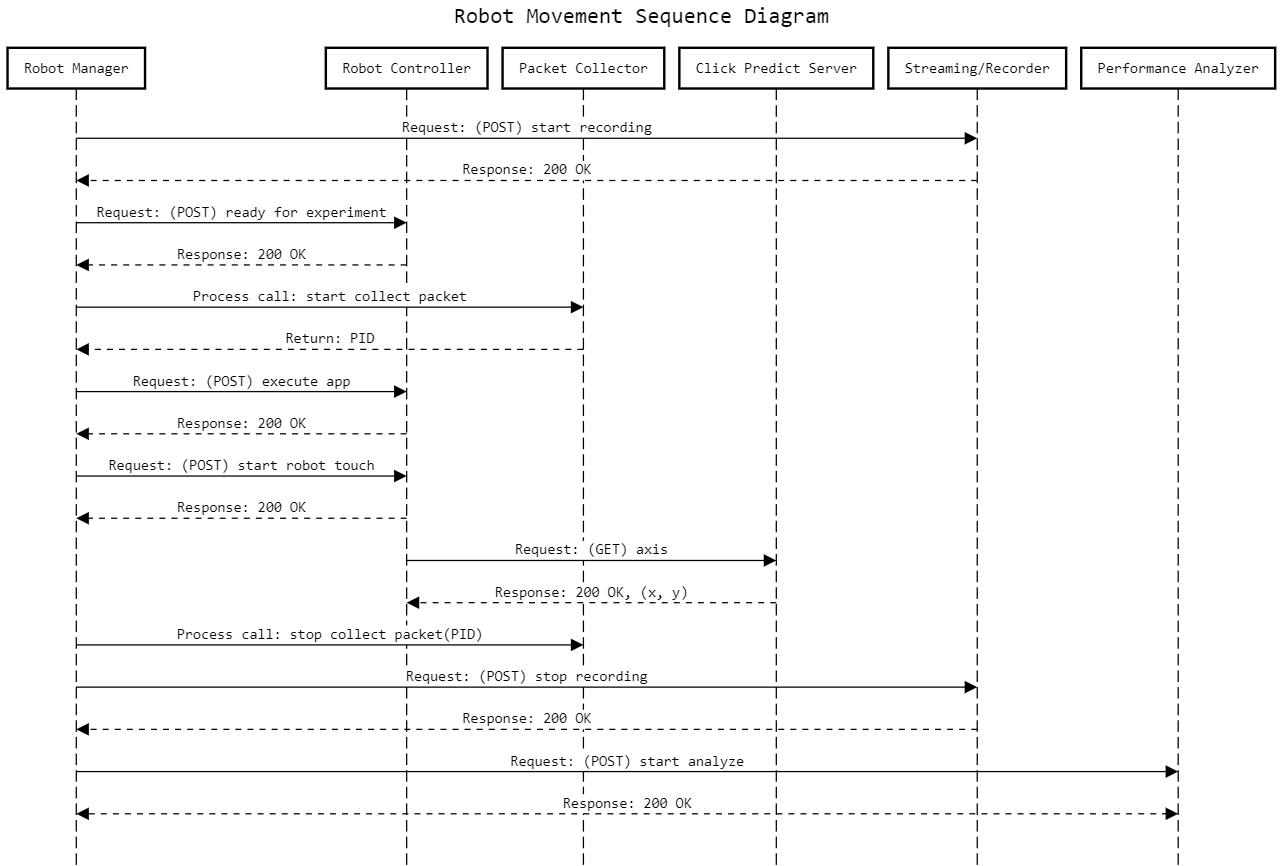 Robot Movement Sequence Diagram
Robot Manager
Robot Controller
Packet Collector
Click Predict Server
Streaming/Recorder
Performance Analyzer
Request: (POST) start recording
Response: 200 OK
Request: (POST) ready for experiment
Response: 200 OK
Process call: start collect packet
Return: PID
Request: (POST) execute app
Response: 200 OK
Request: (POST) start robot touch
Response: 200 OK
Request: (GET) axis
Response: 200 OK, (x, y)
Process call: stop collect packet(PID)
Request: (POST) stop recording
Response: 200 OK
Request: (POST) start analyze
Response: 200 OK